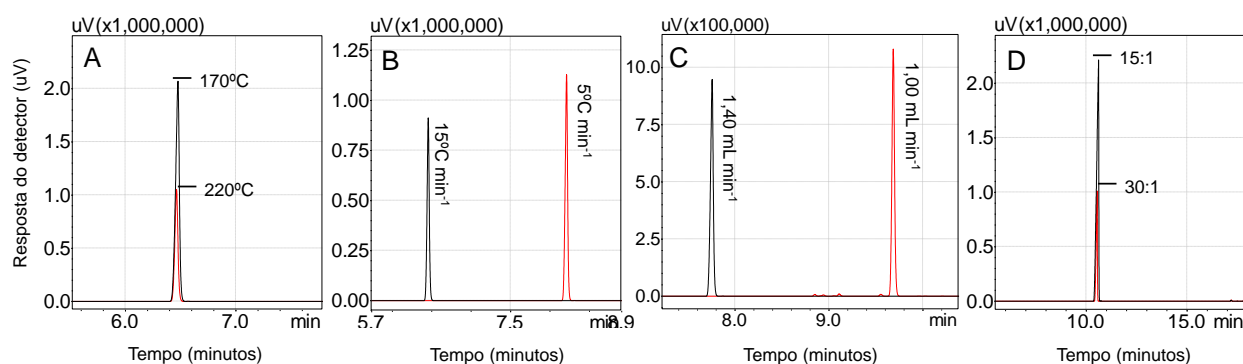 uV(x1,000,000)
A
170ºC
220ºC
2.0
1.5
1.0
0.5
0.0
6.0 7.0 min
Tempo (minutos)
Resposta do detector (uV)
uV(x1,000,000)
B
15ºC min-1
5ºC min-1
1.25
1.00
0.75
0.50
0.25
0.00
5.7 7.5 8.9
min
Tempo (minutos)
uV(x100,000)
C
1,40 mL min-1
1,00 mL min-1
10.0
7.5
5.0
2.5
0.0
8.0 9.0 min
Tempo (minutos)
uV(x1,000,000)
D
15:1
30:1
2.0
1.5
1.0
0.5
0.0
10.0 15.0 min
Tempo (minutos)